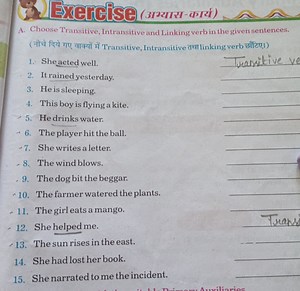 Exercise (अभ्यास-कार्य)
A. Choose Transitive, Intransitive and Linking verb in the given sentences.
(नीचे दिये गए वाक्यों में Transitive, Intransitive तथा linking verb छाँटिए।)
1. She acted well. Transitive ve
2. It rained yesterday.
3. He is sleeping.
4. This boy is flying a kite.
5. He drinks water.
6. The player hit the ball.
7. She writes a letter.
8. The wind blows.
9. The dog bit the beggar.
10. The farmer watered the plants.
11. The girl eats a mango.
12. She helped me. Trans
13. The sun rises in the east.
14. She had lost her book.
15. She narrated to me the incident.
Primary Auxiliaries